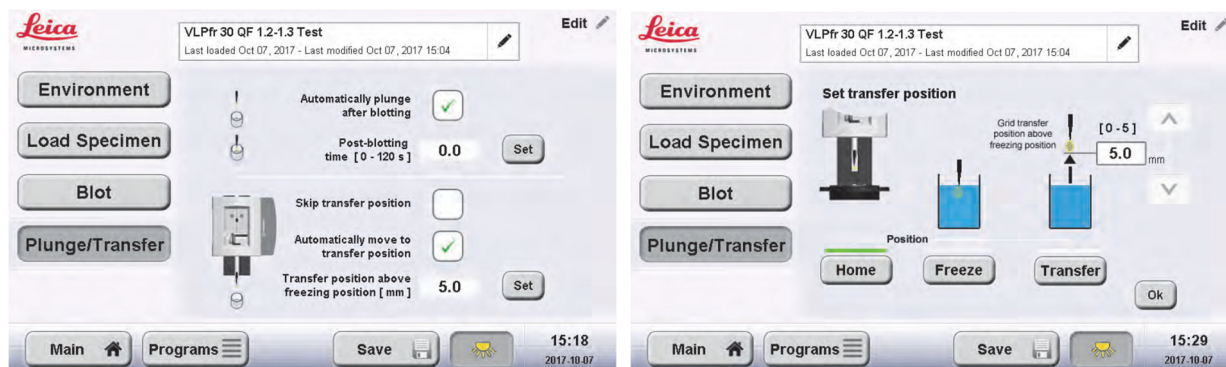 Leica
MICROSYSTEMS
VLPfr 30 QF 1.2-1.3 Test
Last loaded Oct 07, 2017 - Last modified Oct 07, 2017 15:04
Edit
Environment
Load Specimen
Blot
Plunge/Transfer
Automatically plunge
after blotting
Post-blotting
time [ 0 - 120 s ]
0.0
Set
Skip transfer position
Automatically move to
transfer position
Transfer position above
freezing position [ mm ]
5.0
Set
Main
Programs
Save
15:18
2017-10-07
Leica
MICROSYSTEMS
VLPfr 30 QF 1.2-1.3 Test
Last loaded Oct 07, 2017 - Last modified Oct 07, 2017 15:04
Edit
Environment
Load Specimen
Blot
Plunge/Transfer
Set transfer position
Grid transfer
position above
freezing position
[ 0 - 5 ]
5.0
mm
Position
Home
Freeze
Transfer
Ok
Main
Programs
Save
15:29
2017-10-07